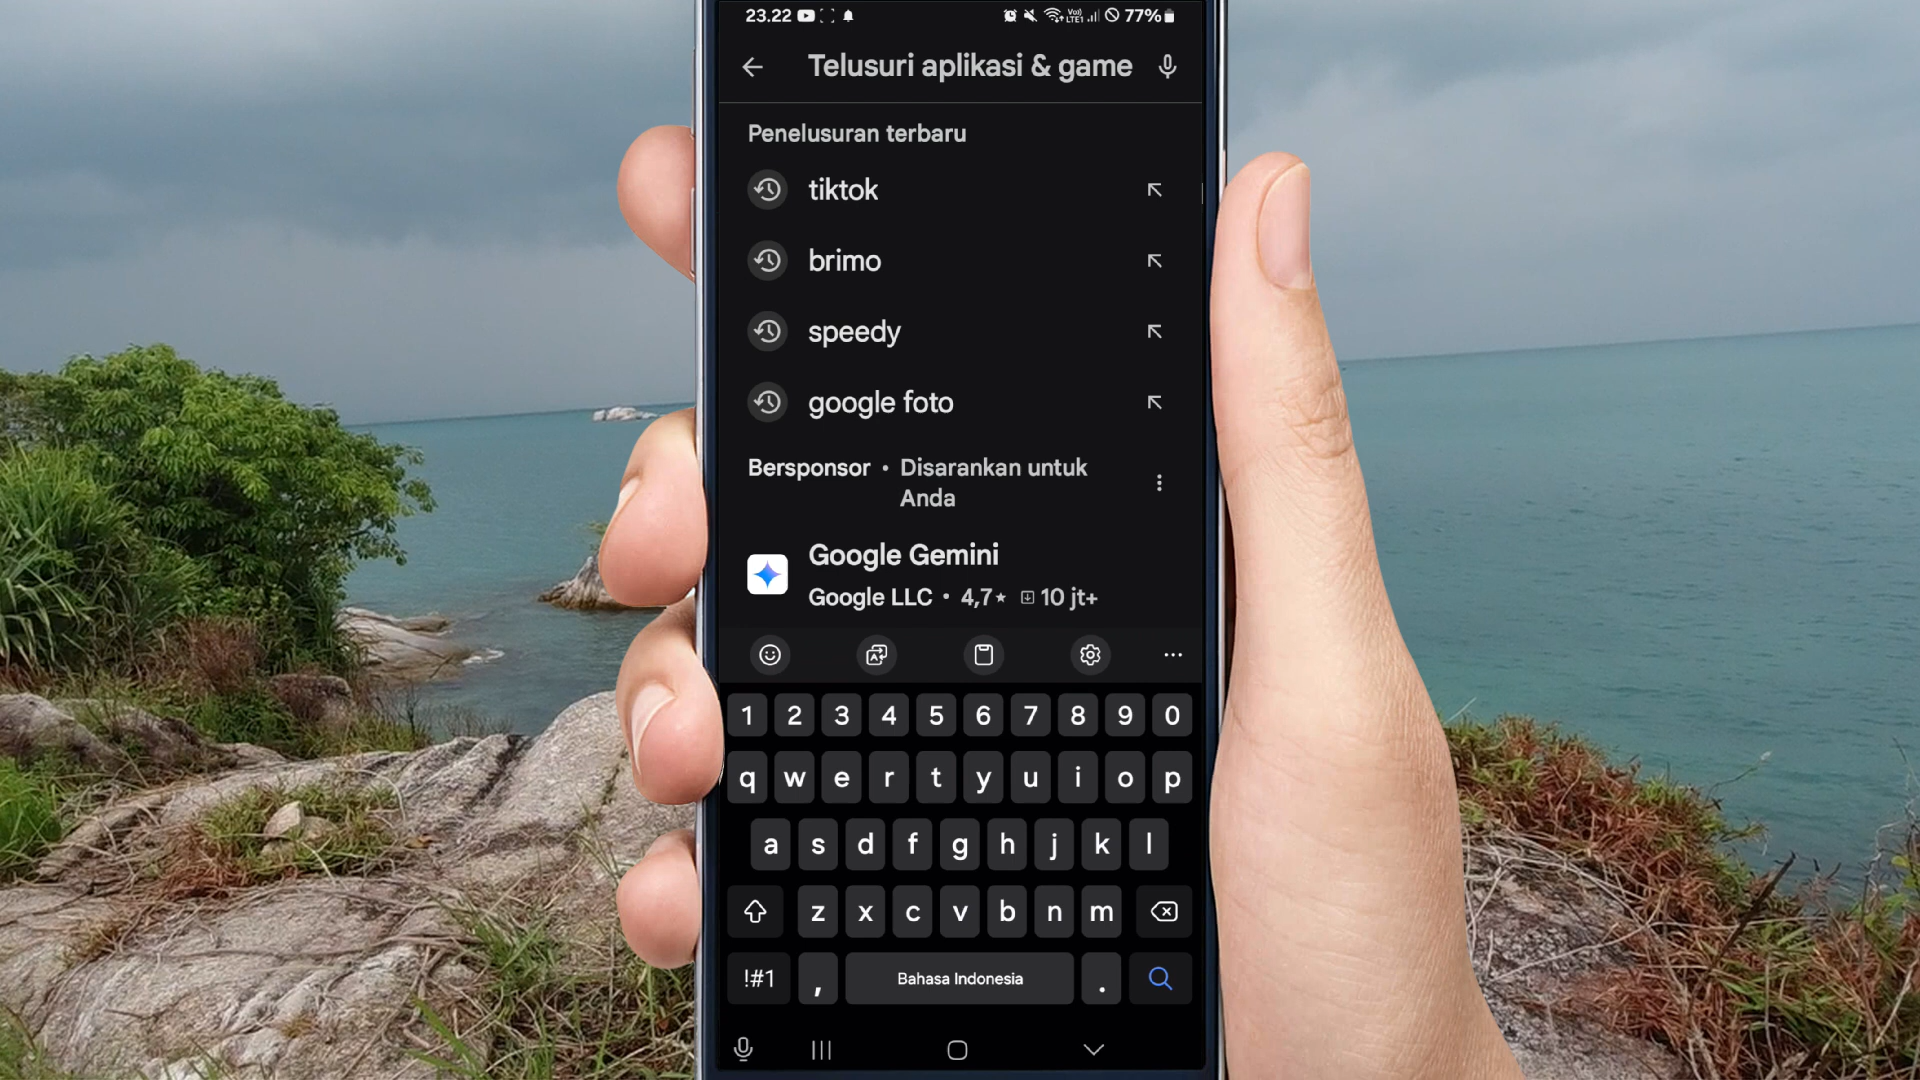 23.22 77%
Telusuri aplikasi & game
Penelusuran terbaru
tiktok
brimo
speedy
google foto
Bersponsor • Disarankan untuk
Anda
Google Gemini
Google LLC • 4,7★ 10 jt+
1 2 3 4 5 6 7 8 9 0
q w e r t y u i o p
a s d f g h j k l
z x c v b n m
!#1 , Bahasa Indonesia .